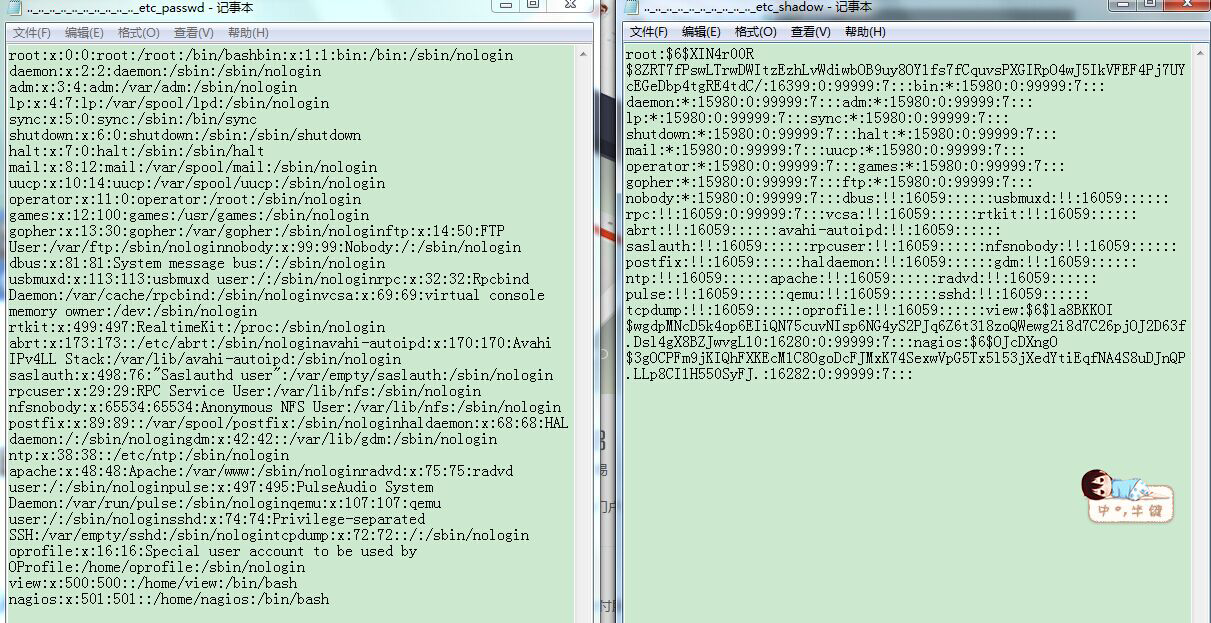 .._.._.._.._.._.._.._.._.._.._etc_passwd - 记事本
文件(F) 编辑(E) 格式(O) 查看(V) 帮助(H)
root:x:0:0:root:/root:/bin/bashbin:x:1:1:bin:/bin:/sbin/nologin
daemon:x:2:2:daemon:/sbin:/sbin/nologin
adm:x:3:4:adm:/var/adm:/sbin/nologin
lp:x:4:7:lp:/var/spool/lpd:/sbin/nologin
sync:x:5:0:sync:/sbin:/bin/sync
shutdown:x:6:0:shutdown:/sbin:/sbin/shutdown
halt:x:7:0:halt:/sbin:/sbin/halt
mail:x:8:12:mail:/var/spool/mail:/sbin/nologin
uucp:x:10:14:uucp:/var/spool/uucp:/sbin/nologin
operator:x:11:0:operator:/root:/sbin/nologin
games:x:12:100:games:/usr/games:/sbin/nologin
gopher:x:13:30:gopher:/var/gopher:/sbin/nologinftp:x:14:50:FTP
User:/var/ftp:/sbin/nologinnobody:x:99:99:Nobody:/:/sbin/nologin
dbus:x:81:81:System message bus:/:/sbin/nologin
usbmuxd:x:113:113:usbmuxd user:/:/sbin/nologinrpc:x:32:32:Rpcbind
Daemon:/var/cache/rpcbind:/sbin/nologinvcsa:x:69:69:virtual console
memory owner:/dev:/sbin/nologin
rtkit:x:499:497:RealtimeKit:/proc:/sbin/nologin
abrt:x:173:173::/etc/abrt:/sbin/nologinavahi-autoipd:x:170:170:Avahi
IPv4LL Stack:/var/lib/avahi-autoipd:/sbin/nologin
saslauth:x:498:76:"Saslauthd user":/var/empty/saslauth:/sbin/nologin
rpcuser:x:29:29:RPC Service User:/var/lib/nfs:/sbin/nologin
nfsnobody:x:65534:65534:Anonymous NFS User:/var/lib/nfs:/sbin/nologin
postfix:x:89:89::/var/spool/postfix:/sbin/nologinhaldaemon:x:68:68:HAL
daemon:/:/sbin/nologingdm:x:42:42::/var/lib/gdm:/sbin/nologin
ntp:x:38:38::/etc/ntp:/sbin/nologin
apache:x:48:48:Apache:/var/www:/sbin/nologinradvd:x:75:75:radvd
user:/:/sbin/nologinpulse:x:497:495:PulseAudio System
Daemon:/var/run/pulse:/sbin/nologinqemu:x:107:107:qemu
user:/:/sbin/nologinsshd:x:74:74:Privilege-separated
SSH:/var/empty/sshd:/sbin/nologintcpdump:x:72:72::/:/sbin/nologin
oprofile:x:16:16:Special user account to be used by
OProfile:/home/oprofile:/sbin/nologin
view:x:500:500::/home/view:/bin/bash
nagios:x:501:501::/home/nagios:/bin/bash
.._.._.._.._.._.._.._.._.._.._etc_shadow - 记事本
文件(F) 编辑(E) 格式(O) 查看(V) 帮助(H)
root:$6$XIN4r00R
$8ZRT7fPswLTrwDWItzEzhLvWdiwbOB9uy8OY1fs7fCquvsPXGIRpO4wJ5IkVFEF4Pj7UY
cEGeDbp4tgRE4tdC/:16399:0:99999:7:::bin:*:15980:0:99999:7:::
daemon:*:15980:0:99999:7:::adm:*:15980:0:99999:7:::
lp:*:15980:0:99999:7:::sync:*:15980:0:99999:7:::
shutdown:*:15980:0:99999:7:::halt:*:15980:0:99999:7:::
mail:*:15980:0:99999:7:::uucp:*:15980:0:99999:7:::
operator:*:15980:0:99999:7:::games:*:15980:0:99999:7:::
gopher:*:15980:0:99999:7:::ftp:*:15980:0:99999:7:::
nobody:*:15980:0:99999:7:::dbus:!!:16059::::::usbmuxd:!!:16059::::::
rpc:!!:16059:0:99999:7:::vcsa:!!:16059::::::rtkit:!!:16059::::::
abrt:!!:16059::::::avahi-autoipd:!!:16059::::::
saslauth:!!:16059::::::rpcuser:!!:16059::::::nfsnobody:!!:16059::::::
postfix:!!:16059::::::haldaemon:!!:16059::::::gdm:!!:16059::::::
ntp:!!:16059::::::apache:!!:16059::::::radvd:!!:16059::::::
pulse:!!:16059::::::qemu:!!:16059::::::sshd:!!:16059::::::
tcpdump:!!:16059::::::oprofile:!!:16059::::::view:$6$la8BKKOI
$wgdpMNcD5k4op6EIiQN75cuvNIsp6NG4yS2PJq6Z6t3l8zoQWewg2i8d7C26pjOJ2D63f
.Dsl4gX8BZJwvgL10:16280:0:99999:7:::nagios:$6$OJcDXngO
$3gOCPFm9jKIQhFXKEcM1C8OgoDcFJMxK74SexwVpG5Tx5l53jXedYtiEqfNA4S8uDJnQP
.LLp8CI1H550SyFJ.:16282:0:99999:7:::
中 °, 半 键